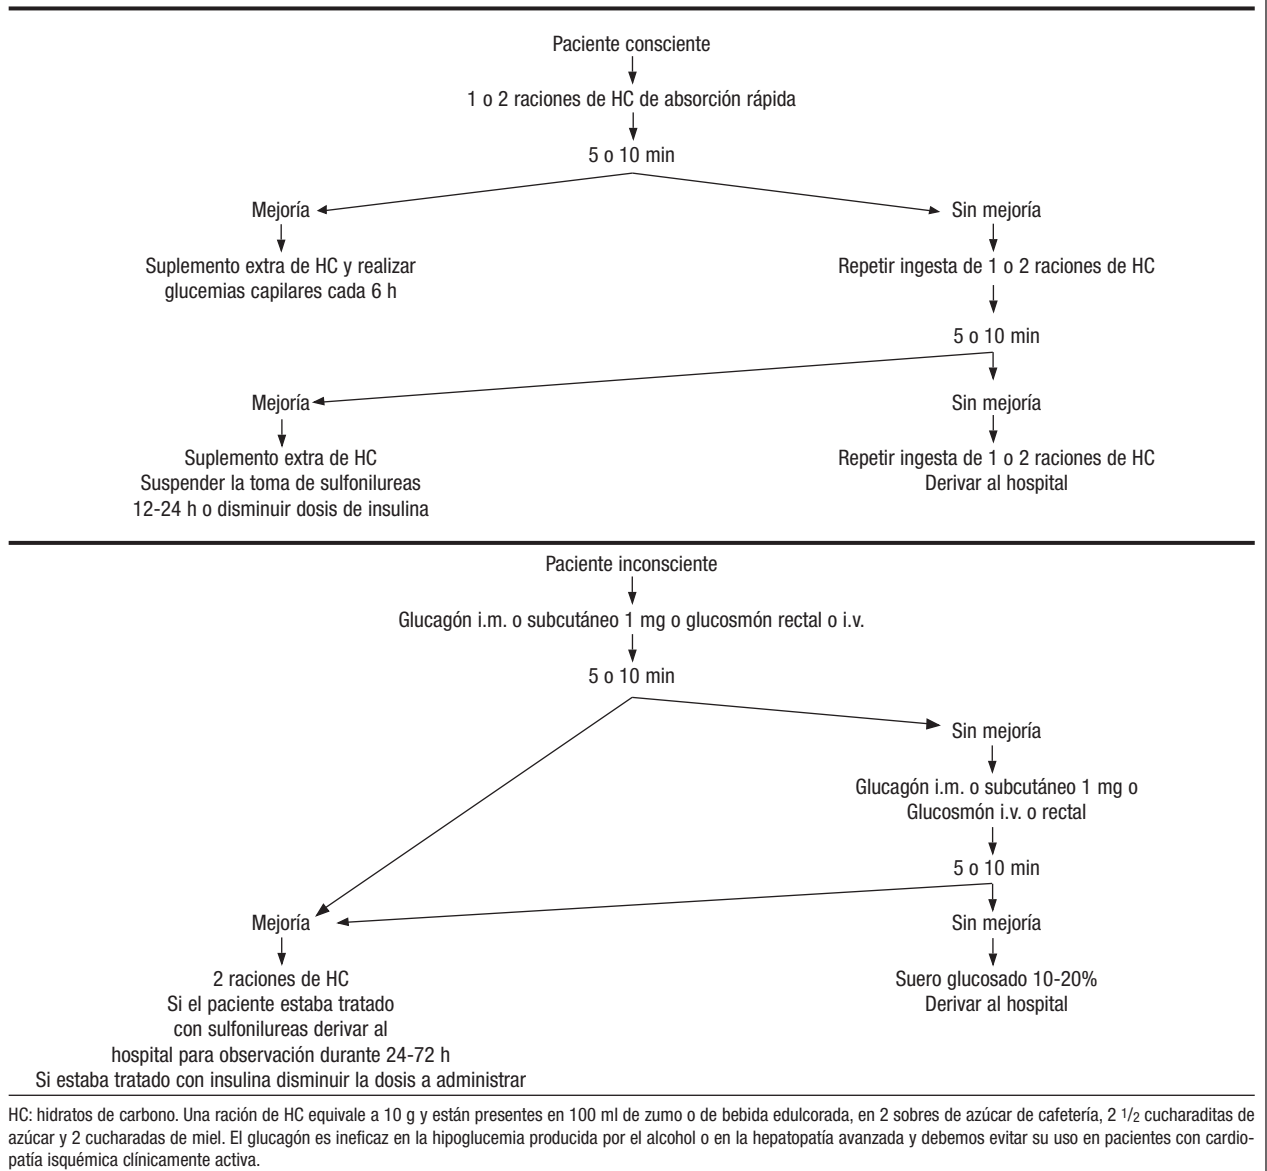 Paciente consciente
1 o 2 raciones de HC de absorción rápida
5 o 10 min
Mejoría
Sin mejoría
Suplemento extra de HC y realizar
glucemias capilares cada 6 h
Repetir ingesta de 1 o 2 raciones de HC
5 o 10 min
Mejoría
Sin mejoría
Suplemento extra de HC
Suspender la toma de sulfonilureas
12-24 h o disminuir dosis de insulina
Repetir ingesta de 1 o 2 raciones de HC
Derivar al hospital
Paciente inconsciente
Glucagón i.m. o subcutáneo 1 mg o glucosmón rectal o i.v.
5 o 10 min
Sin mejoría
Glucagón i.m. o subcutáneo 1 mg o
Glucosmón i.v. o rectal
5 o 10 min
Mejoría
Sin mejoría
2 raciones de HC
Si el paciente estaba tratado
con sulfonilureas derivar al
hospital para observación durante 24-72 h
Si estaba tratado con insulina disminuir la dosis a administrar
Suero glucosado 10-20%
Derivar al hospital
HC: hidratos de carbono. Una ración de HC equivale a 10 g y están presentes en 100 ml de zumo o de bebida edulcorada, en 2 sobres de azúcar de cafetería, 2 1/2 cucharaditas de
azúcar y 2 cucharadas de miel. El glucagón es ineficaz en la hipoglucemia producida por el alcohol o en la hepatopatía avanzada y debemos evitar su uso en pacientes con cardio-
patía isquémica clínicamente activa.